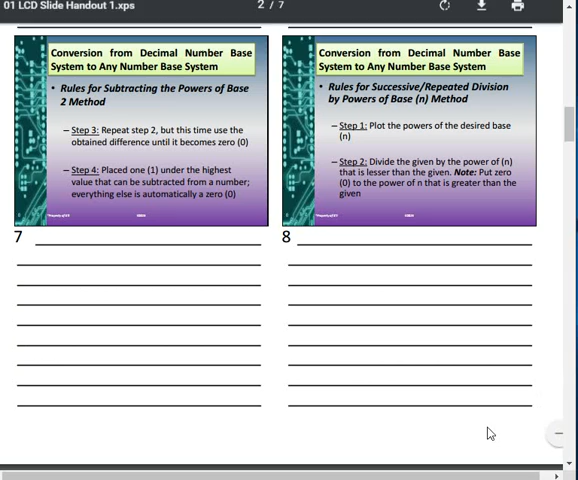 01 LCD Slide Handout 1.xps
2 / 7
Conversion from Decimal Number Base
System to Any Number Base System
• Rules for Subtracting the Powers of Base
2 Method
– Step 3: Repeat step 2, but this time use the
obtained difference until it becomes zero (0)
– Step 4: Placed one (1) under the highest
value that can be subtracted from a number;
everything else is automatically a zero (0)
7
Conversion from Decimal Number Base
System to Any Number Base System
• Rules for Successive/Repeated Division
by Powers of Base (n) Method
– Step 1: Plot the powers of the desired base
(n)
– Step 2: Divide the given by the power of (n)
that is lesser than the given. Note: Put zero
(0) to the power of n that is greater than the
given
8